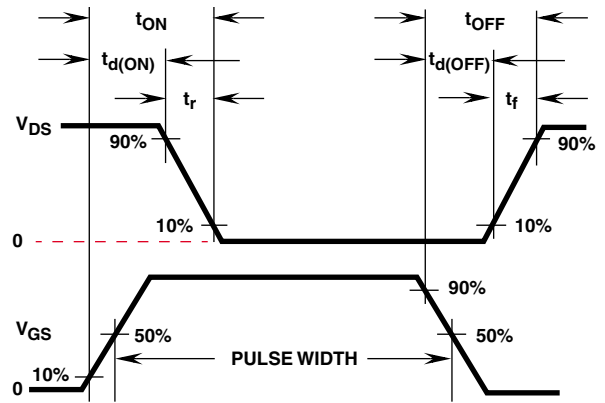 tON tOFF
td(ON) td(OFF)
tr tf
VDS
90% 90%
10% 10%
0
90%
VGS 50% 50%
PULSE WIDTH
10%
0